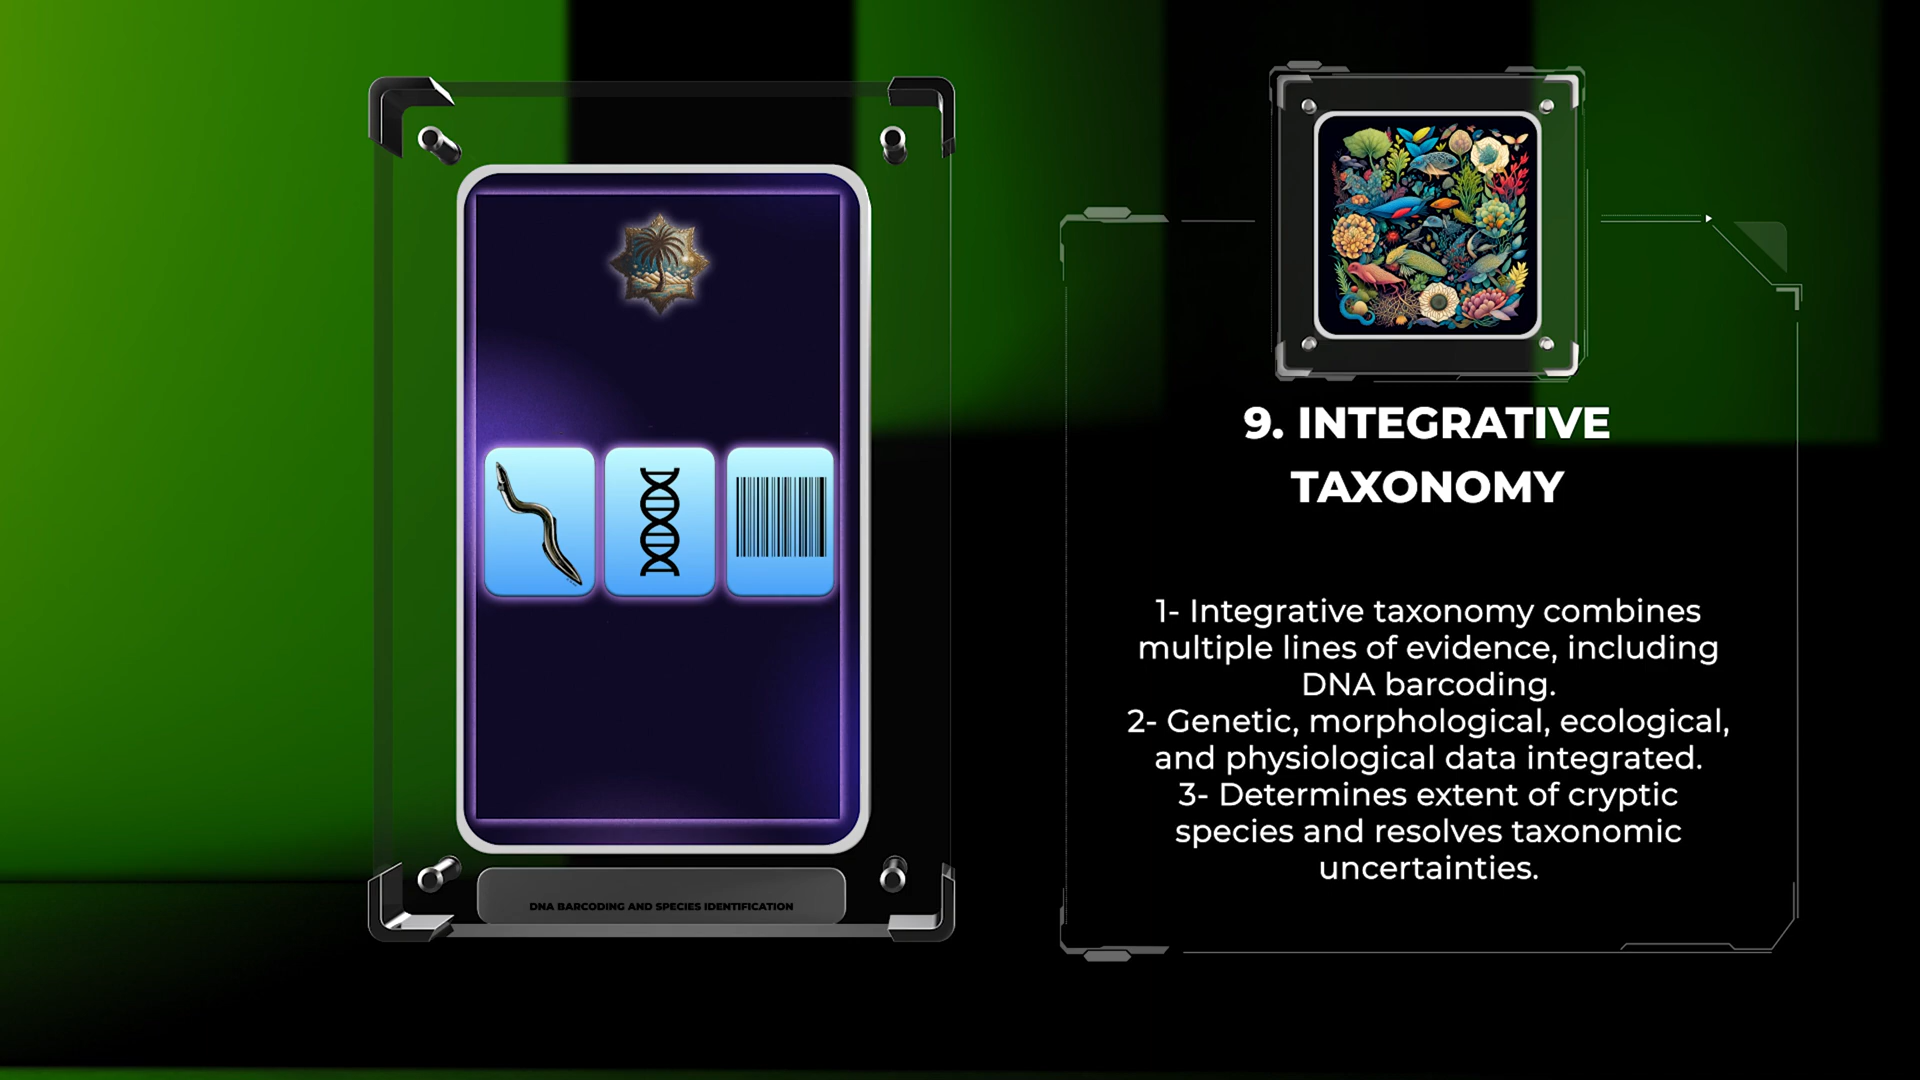 9. INTEGRATIVE
TAXONOMY
1- Integrative taxonomy combines
multiple lines of evidence, including
DNA barcoding.
2- Genetic, morphological, ecological,
and physiological data integrated.
3- Determines extent of cryptic
species and resolves taxonomic
uncertainties.
DNA BARCODING AND SPECIES IDENTIFICATION